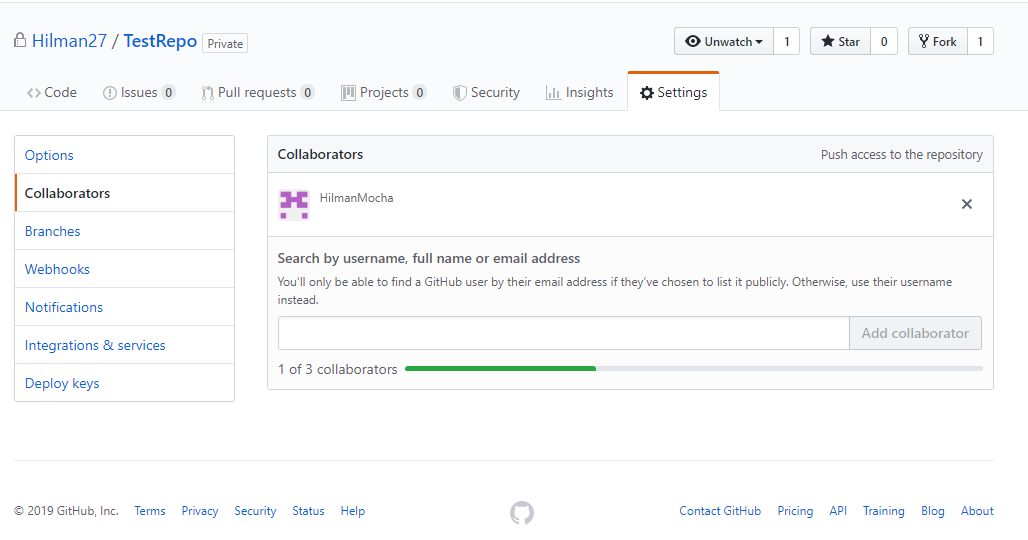 Hilman27 / TestRepo Private Unwatch 1 Star 0 Fork 1
Code Issues 0 Pull requests 0 Projects 0 Security Insights Settings
Options
Collaborators
Branches
Webhooks
Notifications
Integrations & services
Deploy keys
Collaborators Push access to the repository
HilmanMocha
Search by username, full name or email address
You'll only be able to find a GitHub user by their email address if they've chosen to list it publicly. Otherwise, use their username
instead.
Add collaborator
1 of 3 collaborators
© 2019 GitHub, Inc. Terms Privacy Security Status Help Contact GitHub Pricing API Training Blog About